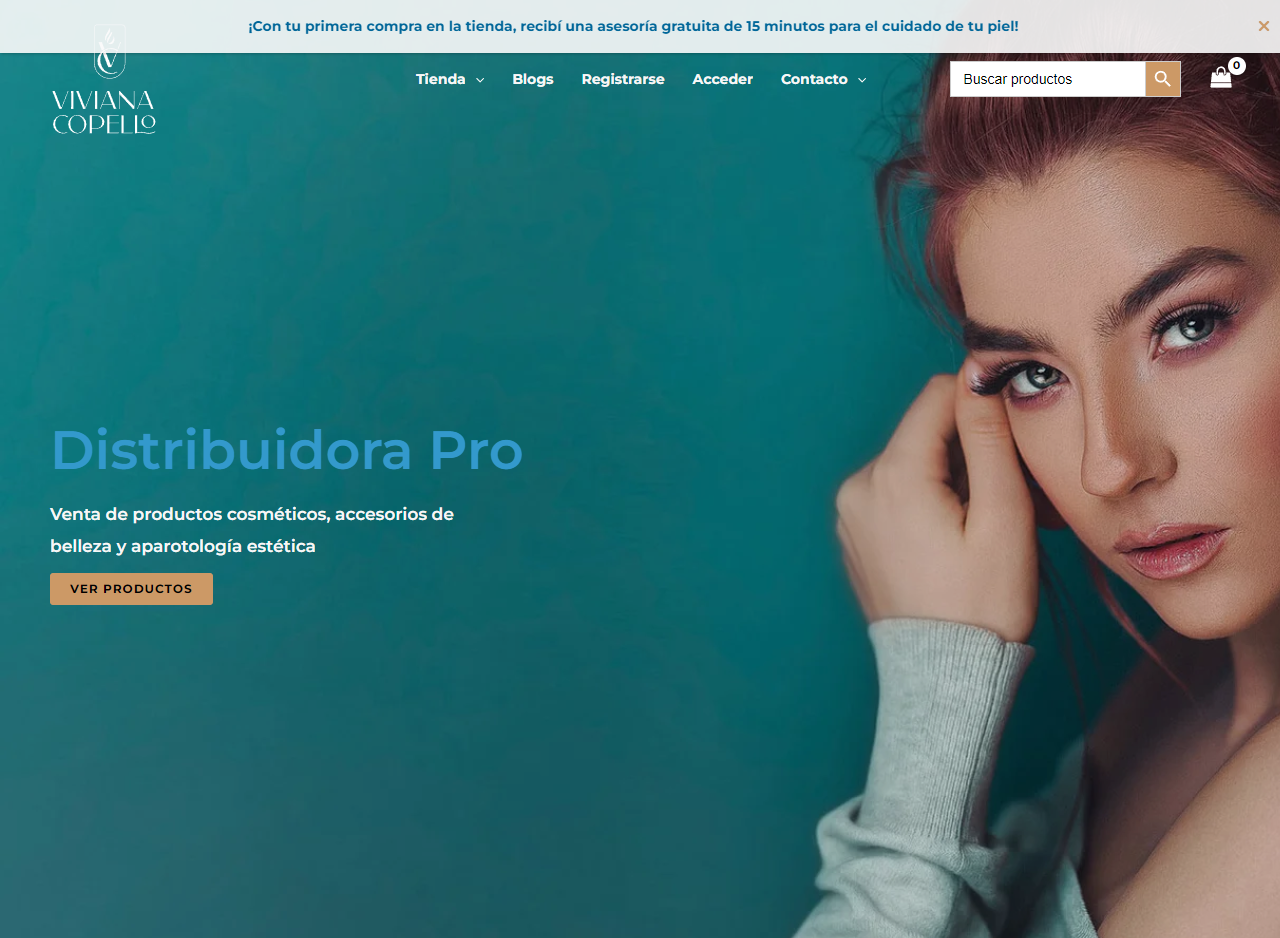 ¡Con tu primera compra en la tienda, recibí una asesoría gratuita de 15 minutos para el cuidado de tu piel!
VIVIANA
COPELLO
Tienda
Blogs
Registrarse
Acceder
Contacto
Buscar productos
0
Distribuidora Pro
Venta de productos cosméticos, accesorios de
belleza y aparotología estética
VER PRODUCTOS